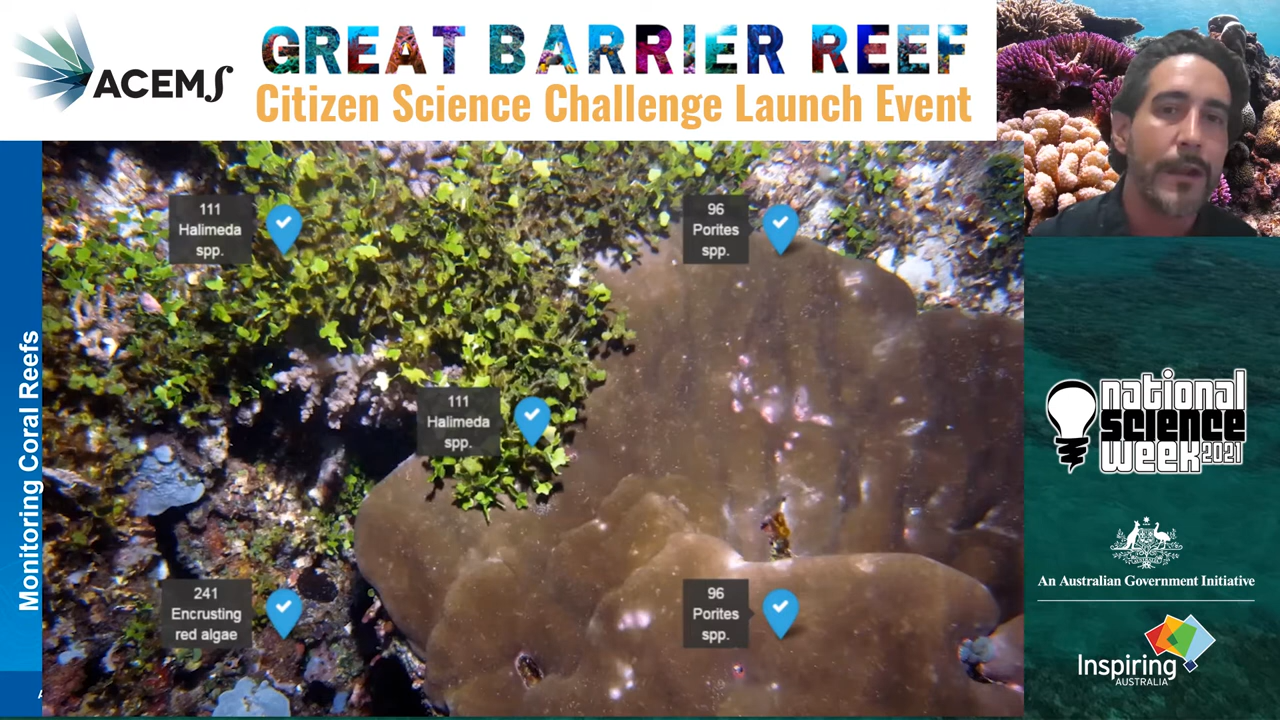 ACEMS
GREAT BARRIER REEF
Citizen Science Challenge Launch Event
Monitoring Coral Reefs
111
Halimeda
spp.
96
Porites
spp.
111
Halimeda
spp.
241
Encrusting
red algae
96
Porites
spp.
national
science
week 2021
An Australian Government Initiative
Inspiring
AUSTRALIA